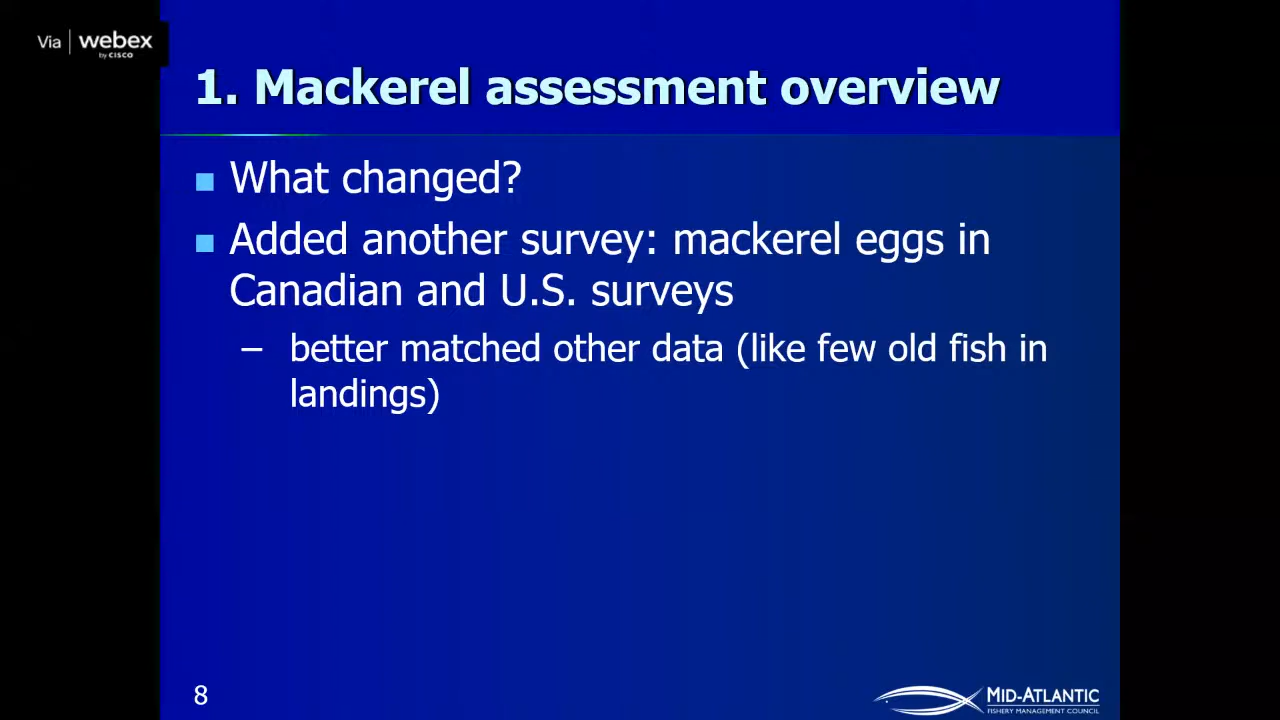 Via webex
by CISCO
1. Mackerel assessment overview
What changed?
Added another survey: mackerel eggs in
Canadian and U.S. surveys
– better matched other data (like few old fish in
landings)
8
MID-ATLANTIC
FISHERY MANAGEMENT COUNCIL